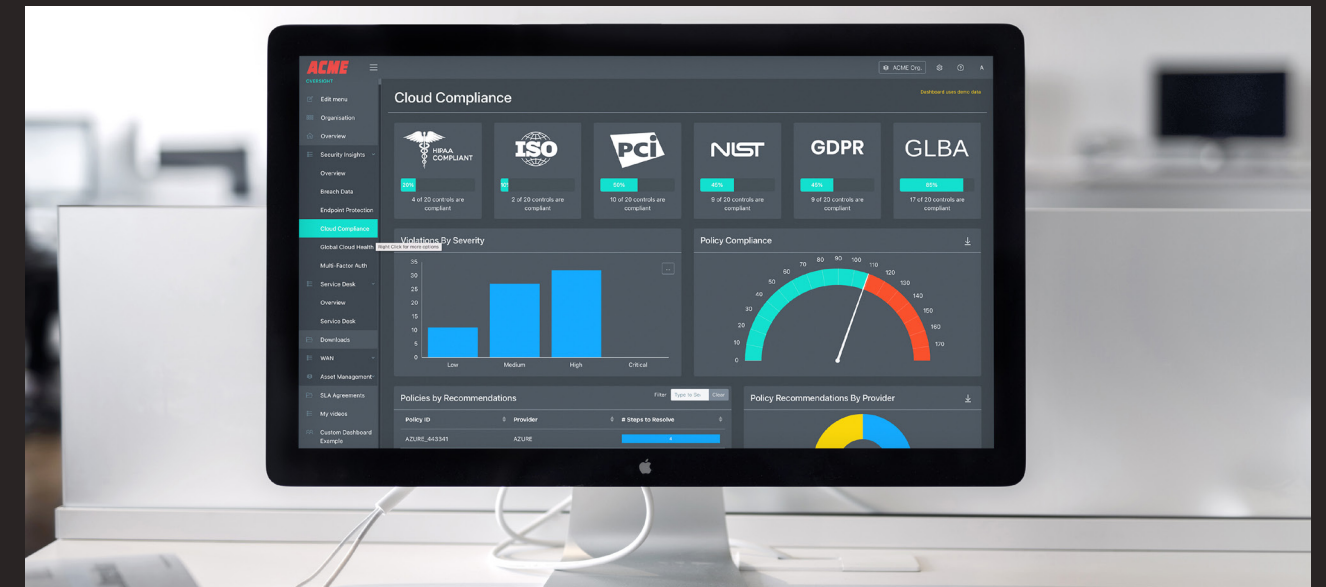 ACME
OVERSIGHT
ACME Org.
A
Edit menu
Organisation
Overview
Security Insights
Overview
Breach Data
Endpoint Protection
Cloud Compliance
Global Cloud Health
Right Click for more options
Multi-Factor Auth
Service Desk
Overview
Service Desk
Downloads
WAN
Asset Management
SLA Agreements
My videos
Custom Dashboard
Example
Cloud Compliance
Dashboard uses demo data
HIPAA
COMPLIANT
20%
4 of 20 controls are
compliant
ISO
2 of 20 controls are
compliant
PCi
50%
10 of 20 controls are
compliant
NIST
45%
9 of 20 controls are
compliant
GDPR
45%
9 of 20 controls are
compliant
GLBA
85%
17 of 20 controls are
compliant
Violations By Severity
35
30
25
20
15
10
5
0
Low Medium High Critical
Policy Compliance
0
10
20
30
40
50
60
70
80
90
100
110
120
130
140
150
160
170
Policies by Recommendations
Filter
Clear
Policy ID Provider # Steps to Resolve
AZURE_443341 AZURE 4
Policy Recommendations By Provider